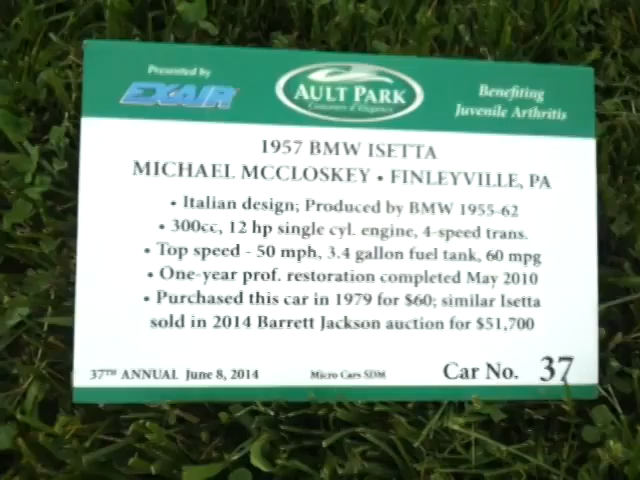 Presented by
EXAIR
AULT PARK
Concours d'Elegance
Benefiting
Juvenile Arthritis
1957 BMW ISETTA
MICHAEL MCCLOSKEY • FINLEYVILLE, PA
• Italian design; Produced by BMW 1955-62
• 300cc, 12 hp single cyl. engine, 4-speed trans.
• Top speed - 50 mph, 3.4 gallon fuel tank, 60 mpg
• One-year prof. restoration completed May 2010
• Purchased this car in 1979 for $60; similar Isetta
sold in 2014 Barrett Jackson auction for $51,700
37TH ANNUAL June 8, 2014
Micro Cars SDM
Car No. 37